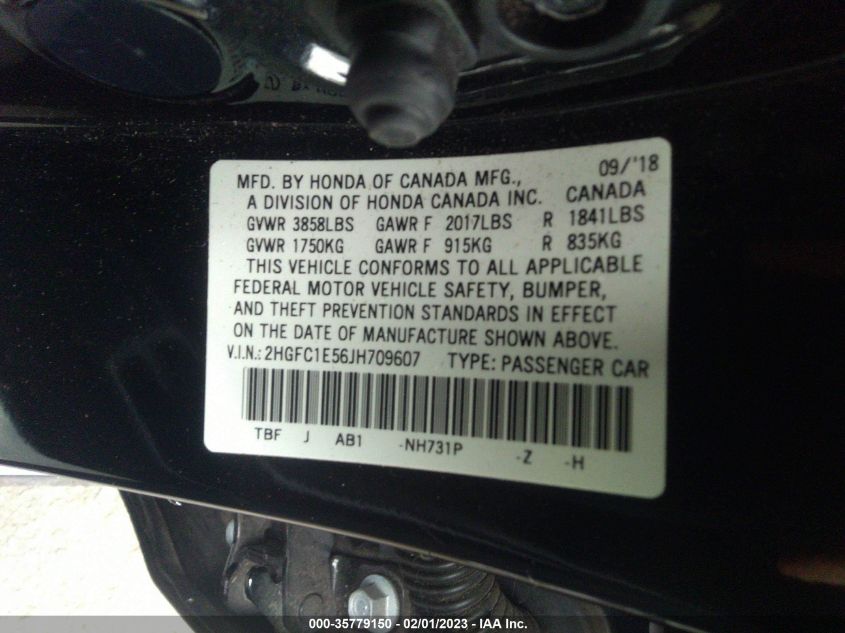 09/'18
MFD. BY HONDA OF CANADA MFG.,
A DIVISION OF HONDA CANADA INC. CANADA
GVWR 3858LBS GAWR F 2017LBS R 1841LBS
GVWR 1750KG GAWR F 915KG R 835KG
THIS VEHICLE CONFORMS TO ALL APPLICABLE
FEDERAL MOTOR VEHICLE SAFETY, BUMPER,
AND THEFT PREVENTION STANDARDS IN EFFECT
ON THE DATE OF MANUFACTURE SHOWN ABOVE.
V.I.N.: 2HGFC1E56JH709607 TYPE: PASSENGER CAR
TBF J AB1 -NH731P -Z -H
000-35779150 - 02/01/2023 - IAA Inc.